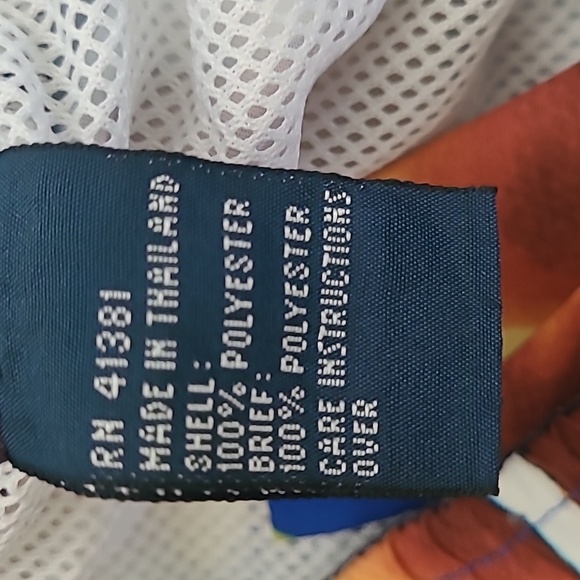 RN 41381
MADE IN THAILAND
SHELL:
100% POLYESTER
BRIEF:
100% POLYESTER
CARE INSTRUCTIONS
OVER